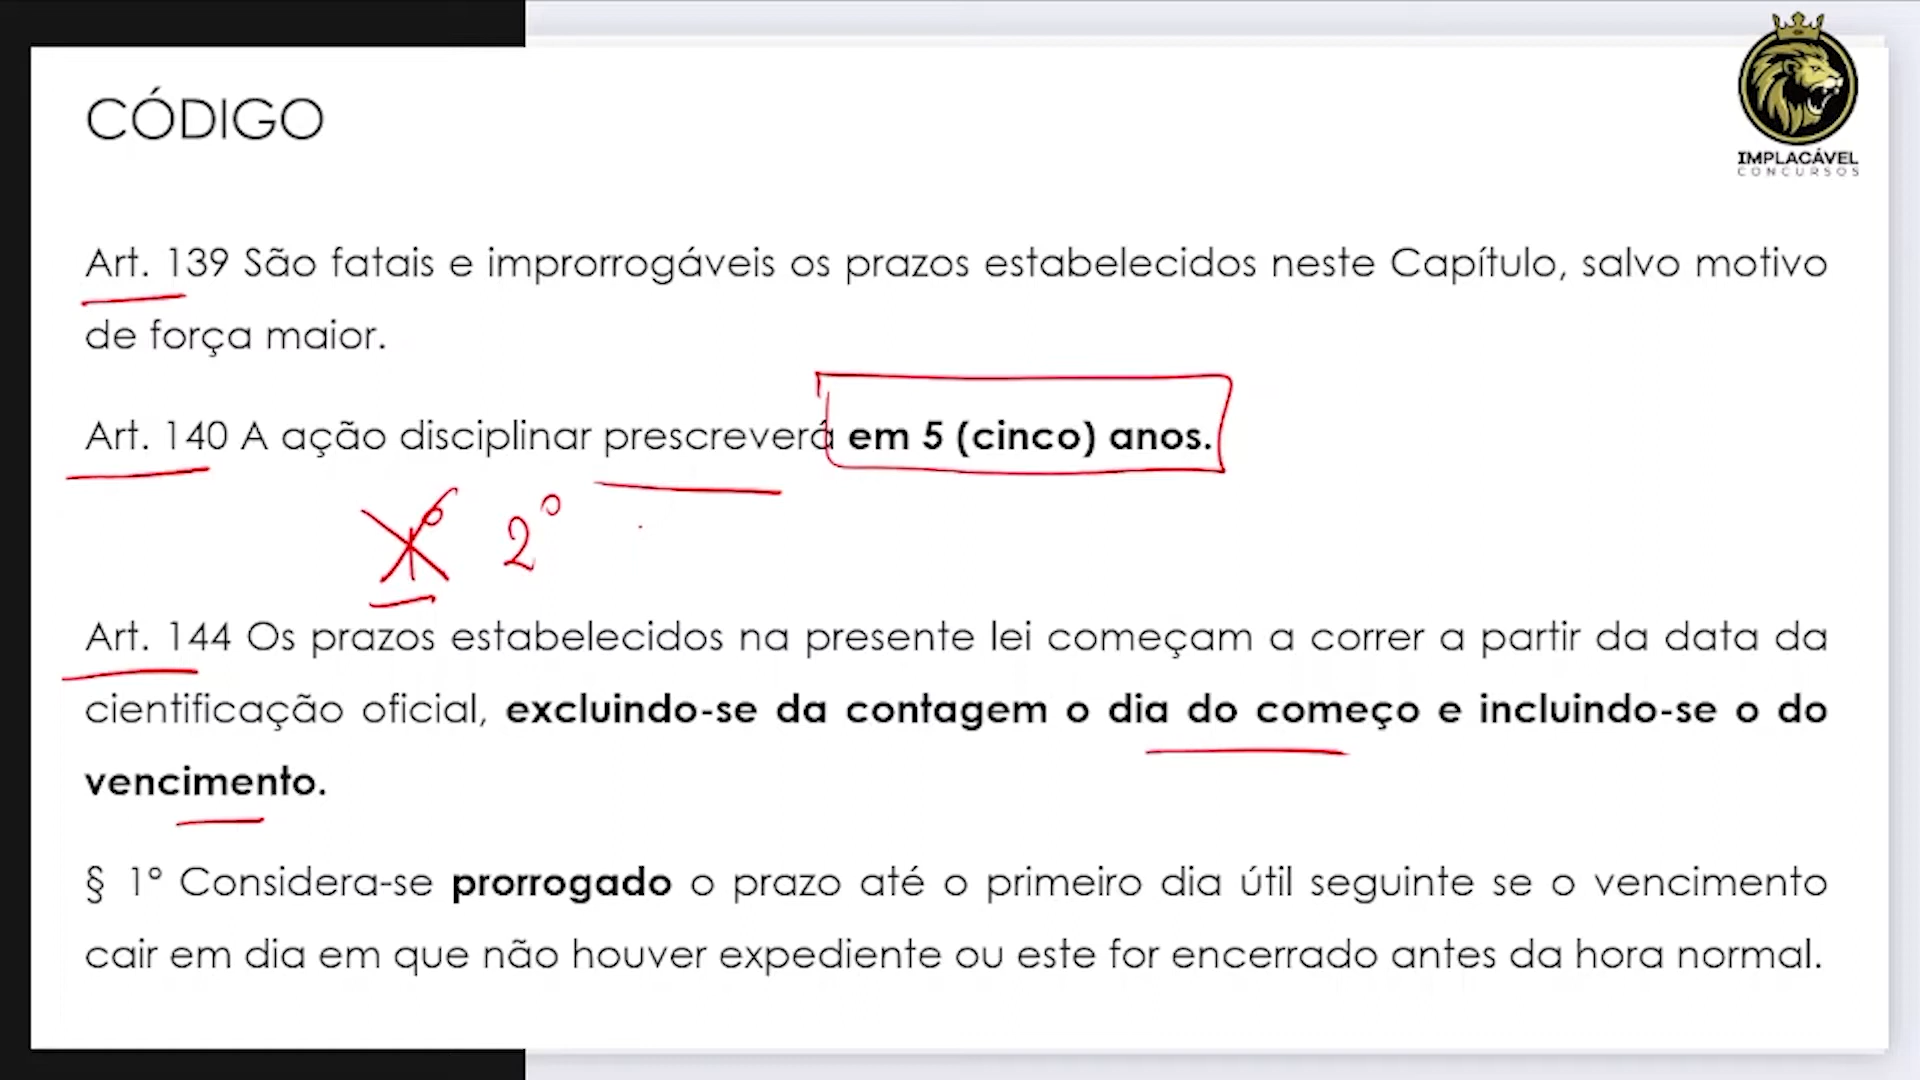 IMPLACÁVEL
CONCURSOS
CÓDIGO
Art. 139 São fatais e improrrogáveis os prazos estabelecidos neste Capítulo, salvo motivo
de força maior.
Art. 140 A ação disciplinar prescreverá em 5 (cinco) anos.
1º 2º
Art. 144 Os prazos estabelecidos na presente lei começam a correr a partir da data da
cientificação oficial, excluindo-se da contagem o dia do começo e incluindo-se o do
vencimento.
§ 1º Considera-se prorrogado o prazo até o primeiro dia útil seguinte se o vencimento
cair em dia em que não houver expediente ou este for encerrado antes da hora normal.